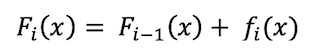 F_i(x) = F_{i-1}(x) + f_i(x)